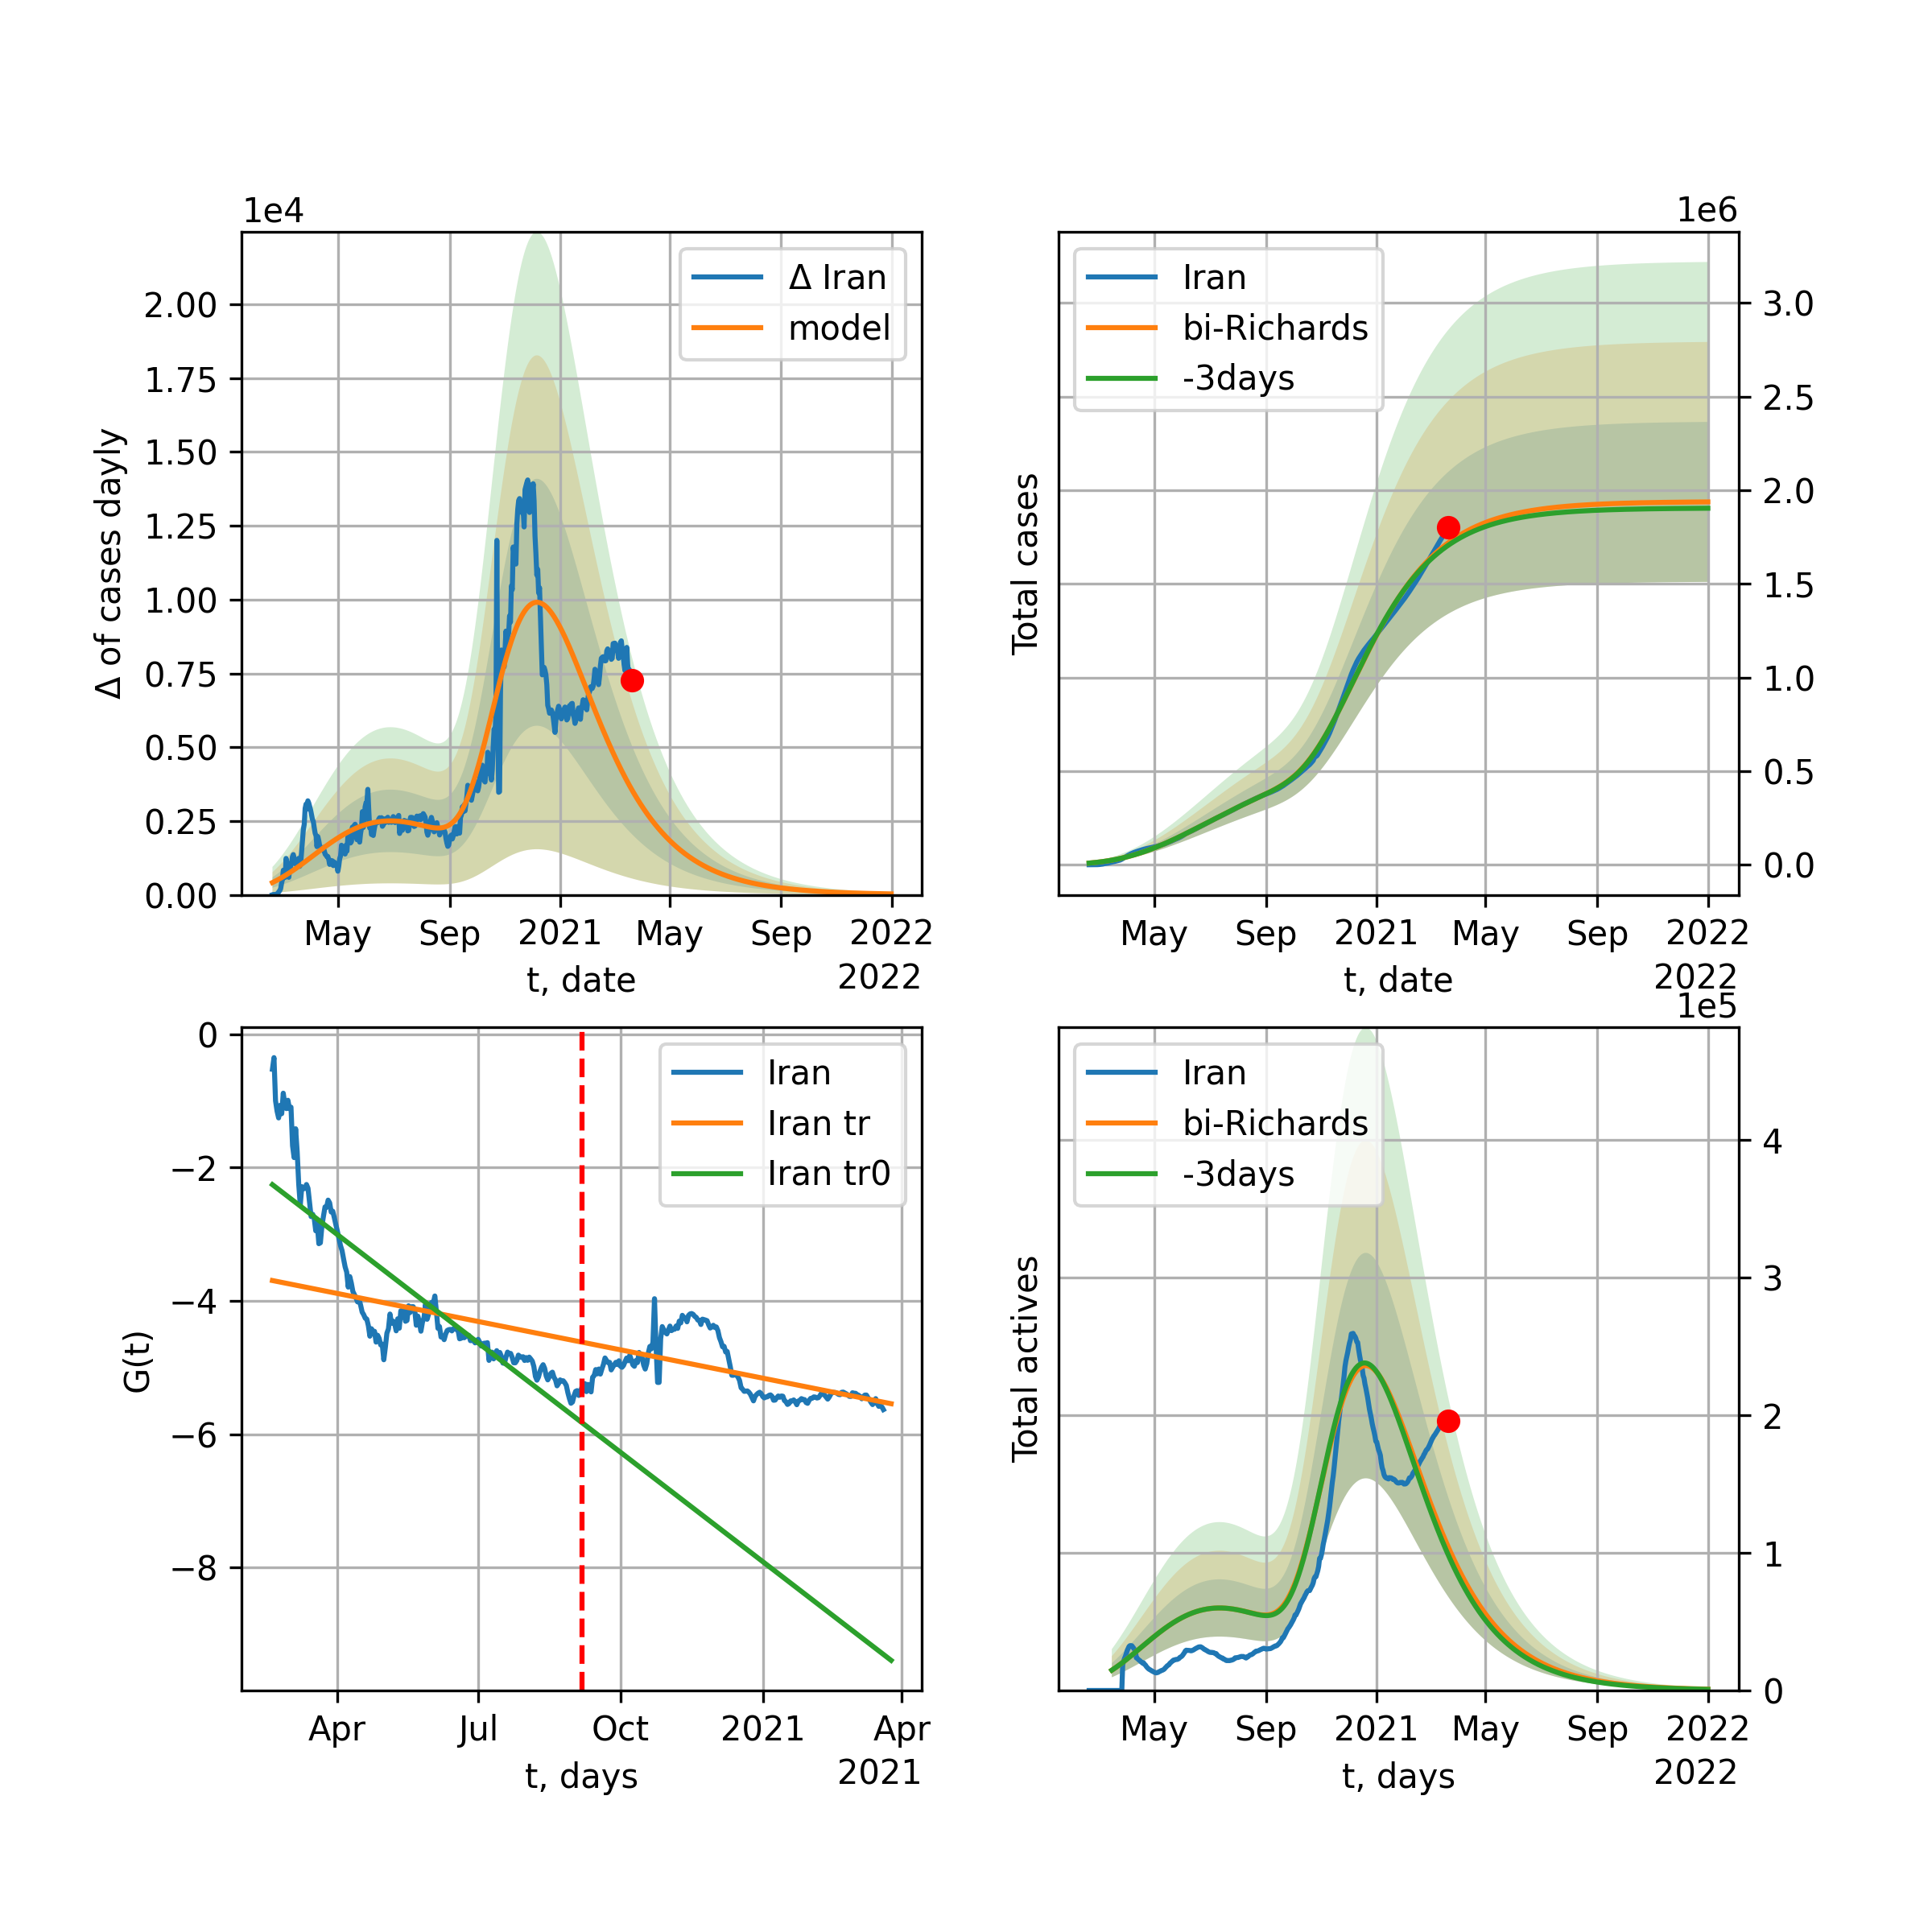 1e4
Δ of cases dayly
2.00
1.75
1.50
1.25
1.00
0.75
0.50
0.25
0.00
Δ Iran
model
May Sep 2021 May Sep 2022
t, date
2022
1e6
Total cases
Iran
bi-Richards
-3days
3.0
2.5
2.0
1.5
1.0
0.5
0.0
May Sep 2021 May Sep 2022
t, date
2022
G(t)
0
−2
−4
−6
−8
Iran
Iran tr
Iran tr0
Apr Jul Oct 2021 Apr
t, days
2021
1e5
Total actives
Iran
bi-Richards
-3days
4
3
2
1
0
May Sep 2021 May Sep 2022
t, days
2022